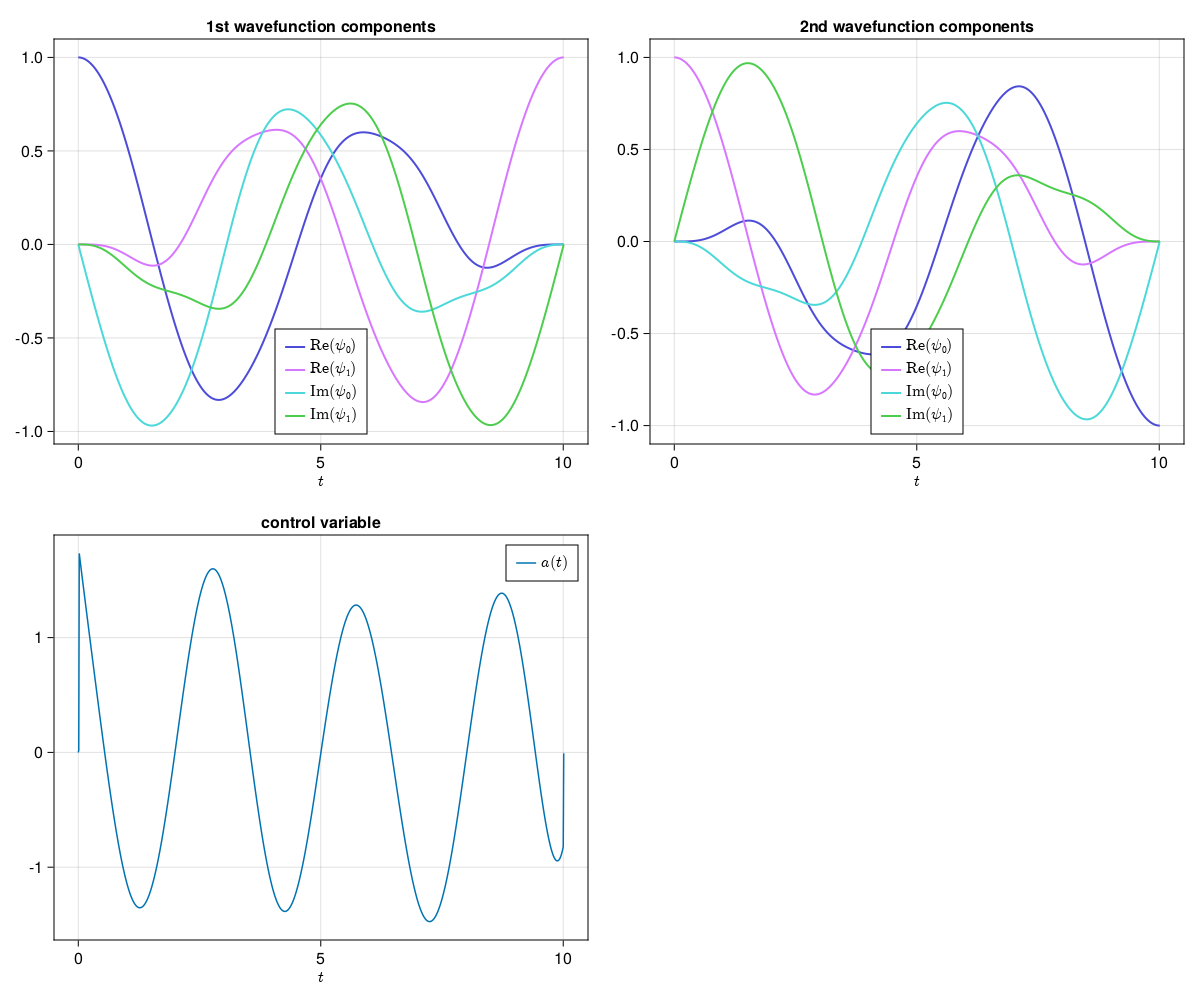 1st wavefunction components
1.0
0.5
0.0
-0.5
-1.0
Re(ψ₀)
Re(ψ₁)
Im(ψ₀)
Im(ψ₁)
0 5 10
t
2nd wavefunction components
1.0
0.5
0.0
-0.5
-1.0
Re(ψ₀)
Re(ψ₁)
Im(ψ₀)
Im(ψ₁)
0 5 10
t
control variable
a(t)
1
0
-1
0 5 10
t